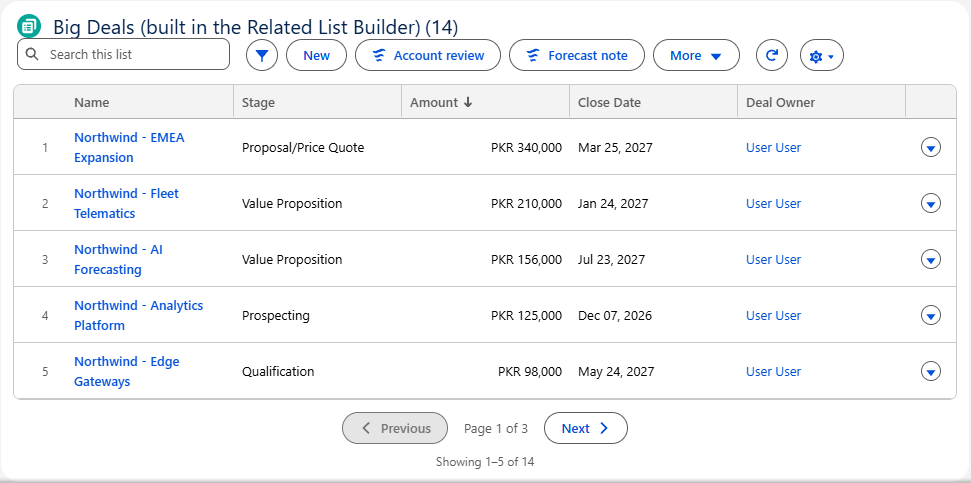 Big Deals (built in the Related List Builder) (14)
Search this list
New
Account review
Forecast note
More
Name Stage Amount Close Date Deal Owner
1 Northwind - EMEA Expansion Proposal/Price Quote PKR 340,000 Mar 25, 2027 User User
2 Northwind - Fleet Telematics Value Proposition PKR 210,000 Jan 24, 2027 User User
3 Northwind - AI Forecasting Value Proposition PKR 156,000 Jul 23, 2027 User User
4 Northwind - Analytics Platform Prospecting PKR 125,000 Dec 07, 2026 User User
5 Northwind - Edge Gateways Qualification PKR 98,000 May 24, 2027 User User
Previous Page 1 of 3 Next
Showing 1–5 of 14